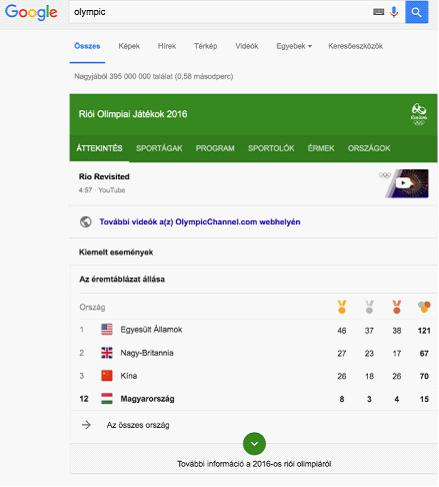 Google olympic
Összes Képek Hírek Térkép Videók Egyebek Keresőeszközök
Nagyjából 395 000 000 találat (0,58 másodperc)
Riói Olimpiai Játékok 2016
ÁTTEKINTÉS SPORTÁGAK PROGRAM SPORTOLÓK ÉRMEK ORSZÁGOK
Rio Revisited
4:57 · YouTube
További videók a(z) OlympicChannel.com webhelyén
Kiemelt események
Az éremtáblázat állása
Ország
1 Egyesült Államok 46 37 38 121
2 Nagy-Britannia 27 23 17 67
3 Kína 26 18 26 70
12 Magyarország 8 3 4 15
Az összes ország
További információ a 2016-os riói olimpiáról